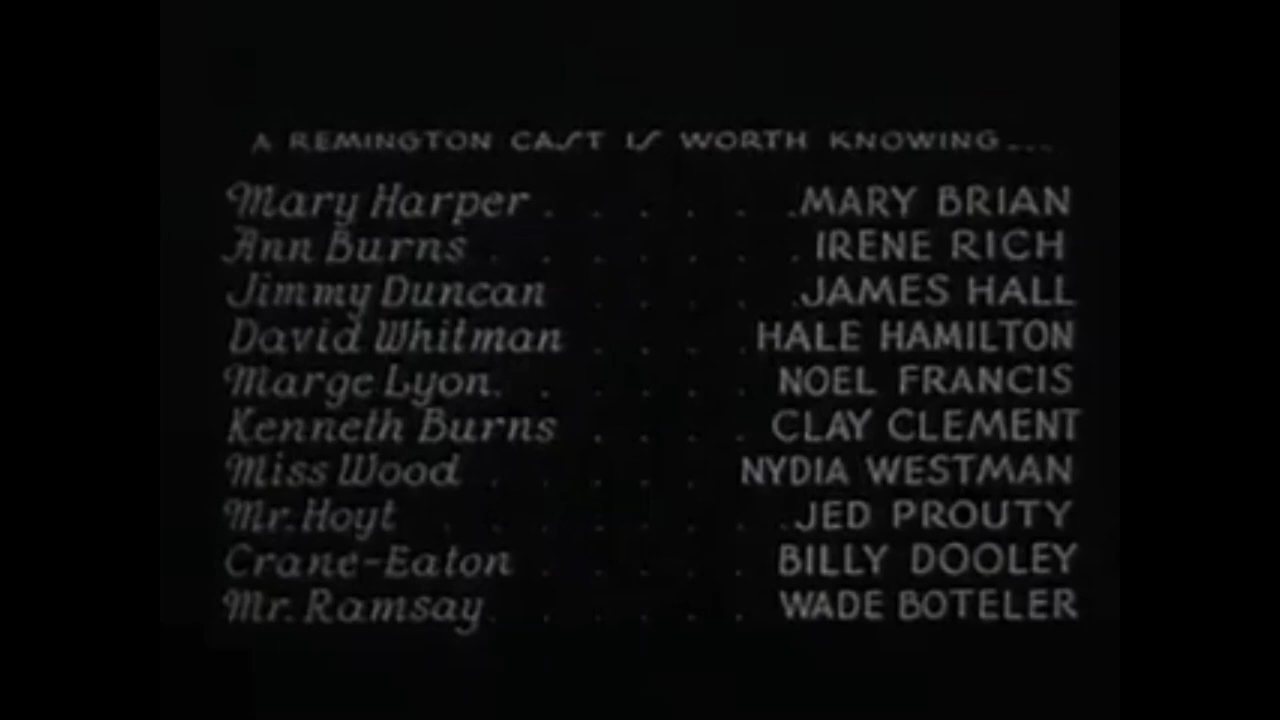 A REMINGTON CAST IS WORTH KNOWING...
Mary Harper . . . . . . MARY BRIAN
Ann Burns . . . . . . . IRENE RICH
Jimmy Duncan . . . . . JAMES HALL
David Whitman . . . . HALE HAMILTON
Marge Lyon. . . . . . NOEL FRANCIS
Kenneth Burns . . . . CLAY CLEMENT
Miss Wood . . . . . NYDIA WESTMAN
Mr. Hoyt . . . . . . . . JED PROUTY
Crane-Eaton . . . . . BILLY DOOLEY
Mr. Ramsay. . . . . . WADE BOTELER